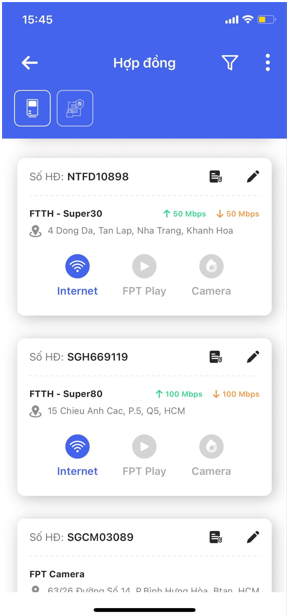 15:45
Hợp đồng
Số HĐ: NTFD10898
FTTH - Super30 50 Mbps 50 Mbps
4 Dong Da, Tan Lap, Nha Trang, Khanh Hoa
Internet FPT Play Camera
Số HĐ: SGH669119
FTTH - Super80 100 Mbps 100 Mbps
15 Chieu Anh Cac, P.5, Q5, HCM
Internet FPT Play Camera
Số HĐ: SGCM03089
FPT Camera
63/26 Đường Số 14, P.Bình Hưng Hòa, Btan, HCM